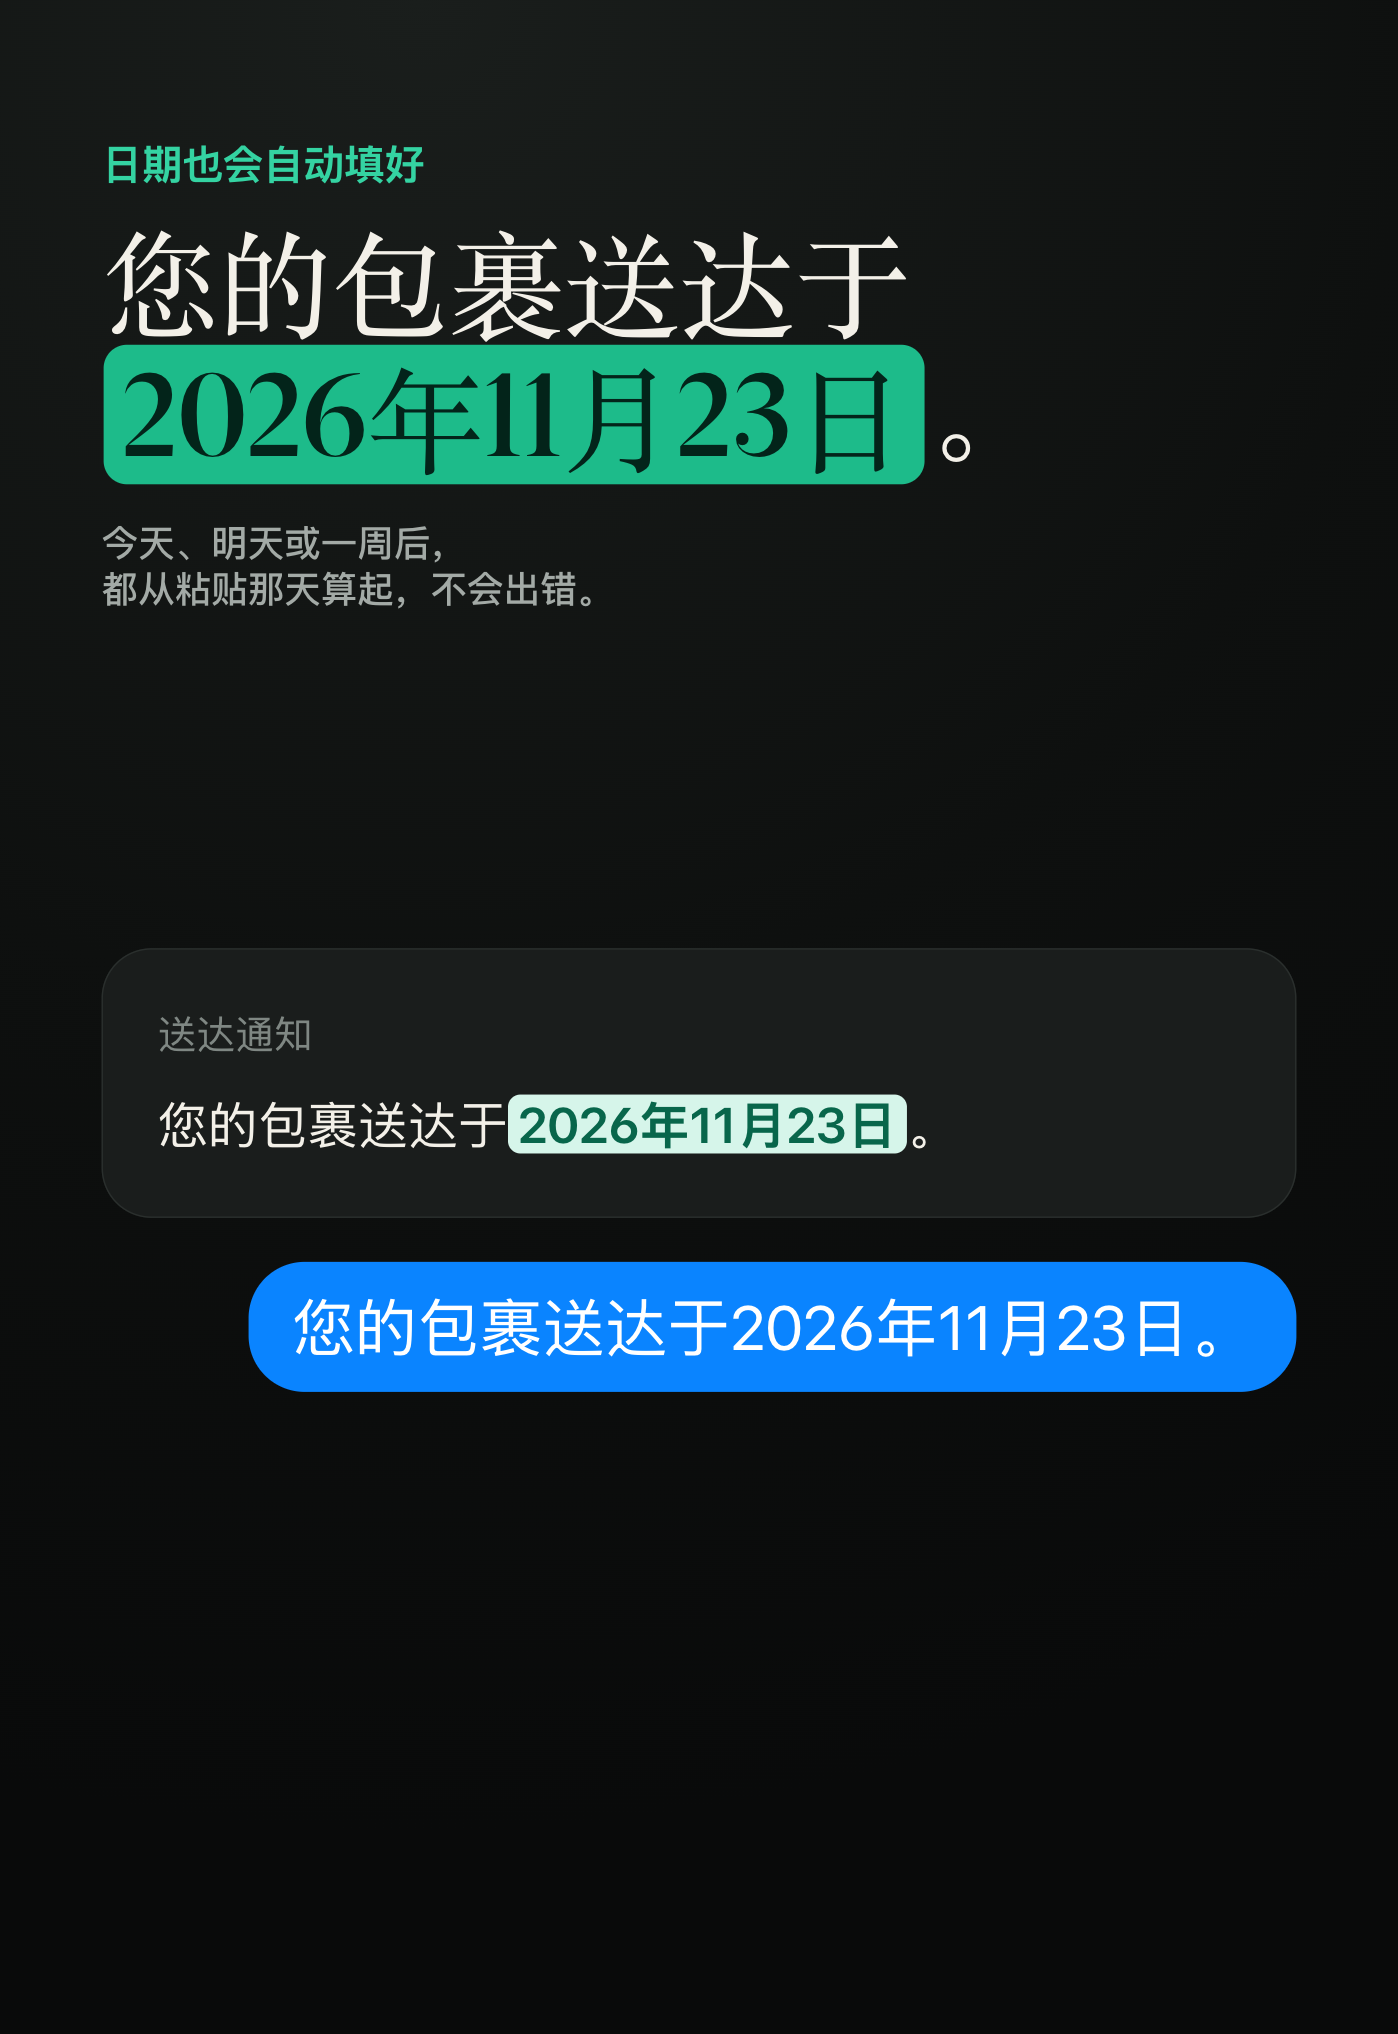 日期也会自动填好
您的包裹送达于
2026年11月23日。
今天、明天或一周后，
都从粘贴那天算起，不会出错。
送达通知
您的包裹送达于2026年11月23日。
您的包裹送达于2026年11月23日。